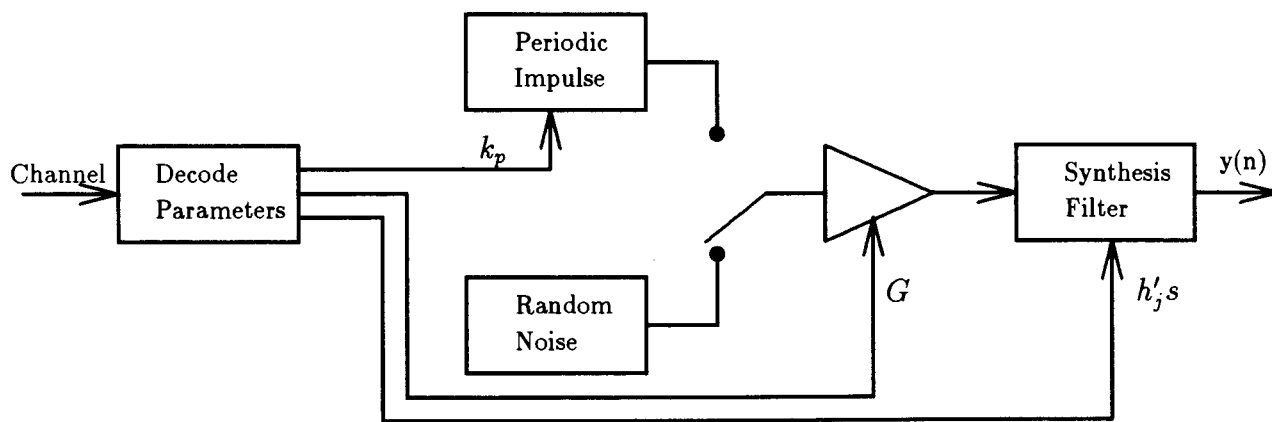 Periodic
Impulse
k_p
Channel
Decode
Parameters
Synthesis
Filter
y(n)
Random
Noise
G
h'_j s